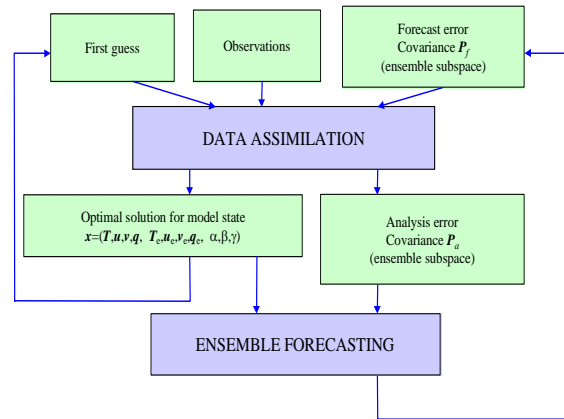 First guess
Observations
Forecast error
Covariance P_f
(ensemble subspace)
DATA ASSIMILATION
Optimal solution for model state
x=(T,u,v,q, T_e,u_e,v_e,q_e, α,β,γ)
Analysis error
Covariance P_a
(ensemble subspace)
ENSEMBLE FORECASTING